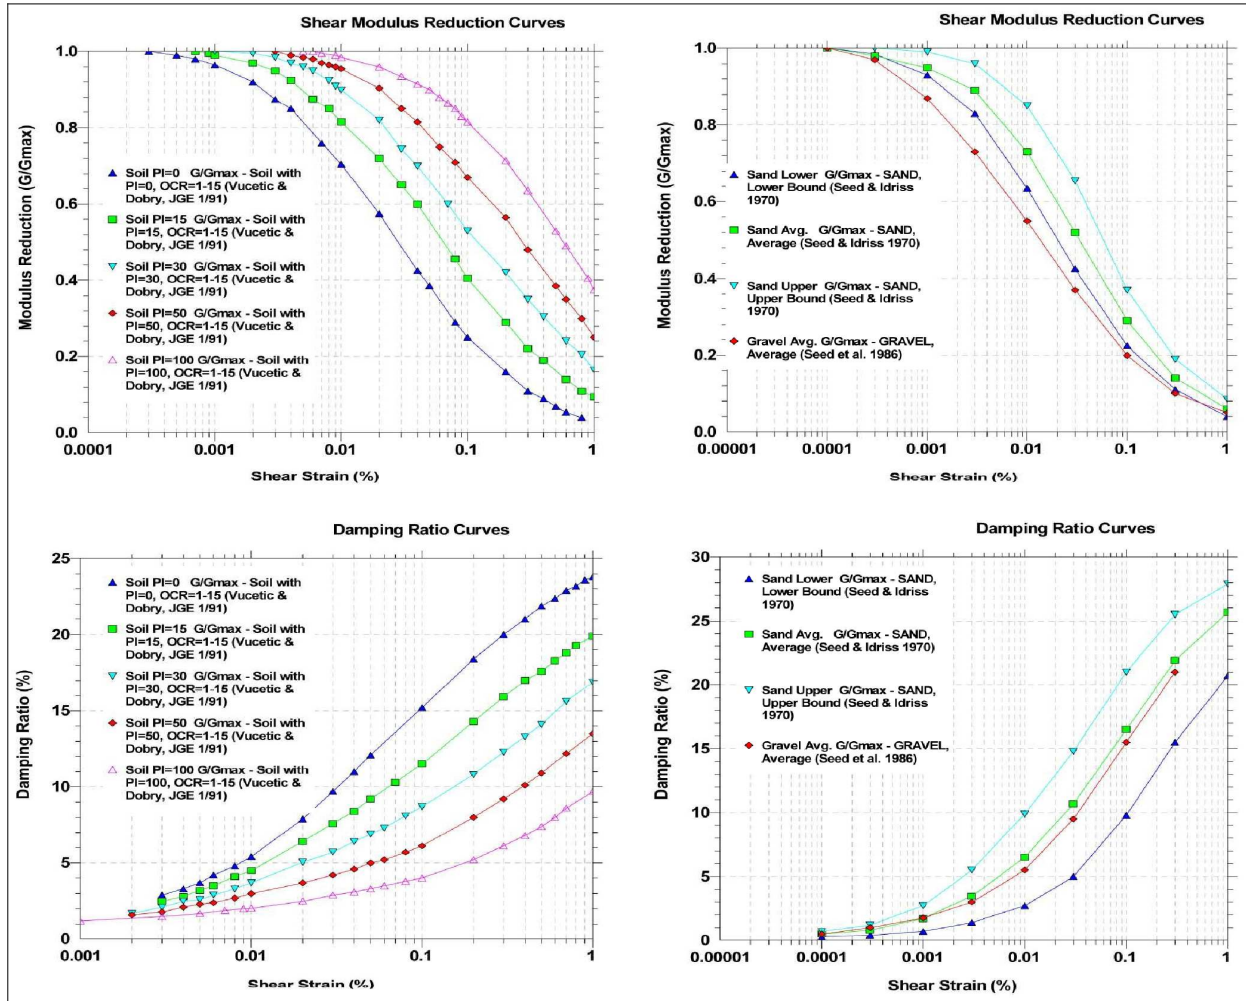 Shear Modulus Reduction Curves
Modulus Reduction (G/Gmax)
1.0
0.8
0.6
0.4
0.2
0.0
Soil PI=0 G/Gmax - Soil with
PI=0, OCR=1-15 (Vucetic &
Dobry, JGE 1/91)
Soil PI=15 G/Gmax - Soil with
PI=15, OCR=1-15 (Vucetic &
Dobry, JGE 1/91)
Soil PI=30 G/Gmax - Soil with
PI=30, OCR=1-15 (Vucetic &
Dobry, JGE 1/91)
Soil PI=50 G/Gmax - Soil with
PI=50, OCR=1-15 (Vucetic &
Dobry, JGE 1/91)
Soil PI=100 G/Gmax - Soil with
PI=100, OCR=1-15 (Vucetic &
Dobry, JGE 1/91)
0.0001 0.001 0.01 0.1 1
Shear Strain (%)
Shear Modulus Reduction Curves
Modulus Reduction (G/Gmax)
1.0
0.8
0.6
0.4
0.2
0.0
Sand Lower G/Gmax - SAND,
Lower Bound (Seed & Idriss
1970)
Sand Avg. G/Gmax - SAND,
Average (Seed & Idriss 1970)
Sand Upper G/Gmax - SAND,
Upper Bound (Seed & Idriss
1970)
Gravel Avg. G/Gmax - GRAVEL,
Average (Seed et al. 1986)
0.00001 0.0001 0.001 0.01 0.1 1
Shear Strain (%)
Damping Ratio Curves
Damping Ratio (%)
25
20
15
10
5
0
Soil PI=0 G/Gmax - Soil with
PI=0, OCR=1-15 (Vucetic &
Dobry, JGE 1/91)
Soil PI=15 G/Gmax - Soil with
PI=15, OCR=1-15 (Vucetic &
Dobry, JGE 1/91)
Soil PI=30 G/Gmax - Soil with
PI=30, OCR=1-15 (Vucetic &
Dobry, JGE 1/91)
Soil PI=50 G/Gmax - Soil with
PI=50, OCR=1-15 (Vucetic &
Dobry, JGE 1/91)
Soil PI=100 G/Gmax - Soil with
PI=100, OCR=1-15 (Vucetic &
Dobry, JGE 1/91)
0.001 0.01 0.1 1
Shear Strain (%)
Damping Ratio Curves
Damping Ratio (%)
30
25
20
15
10
5
0
Sand Lower G/Gmax - SAND,
Lower Bound (Seed & Idriss
1970)
Sand Avg. G/Gmax - SAND,
Average (Seed & Idriss 1970)
Sand Upper G/Gmax - SAND,
Upper Bound (Seed & Idriss
1970)
Gravel Avg. G/Gmax - GRAVEL,
Average (Seed et al. 1986)
0.00001 0.0001 0.001 0.01 0.1 1
Shear Strain (%)